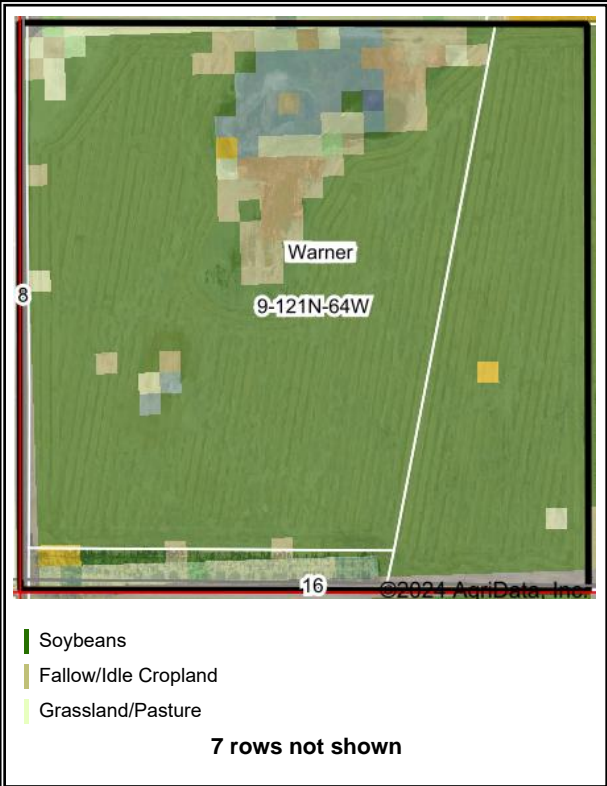 Warner
8
9-121N-64W
16
©2024 AgriData, Inc.
Soybeans
Fallow/Idle Cropland
Grassland/Pasture
7 rows not shown